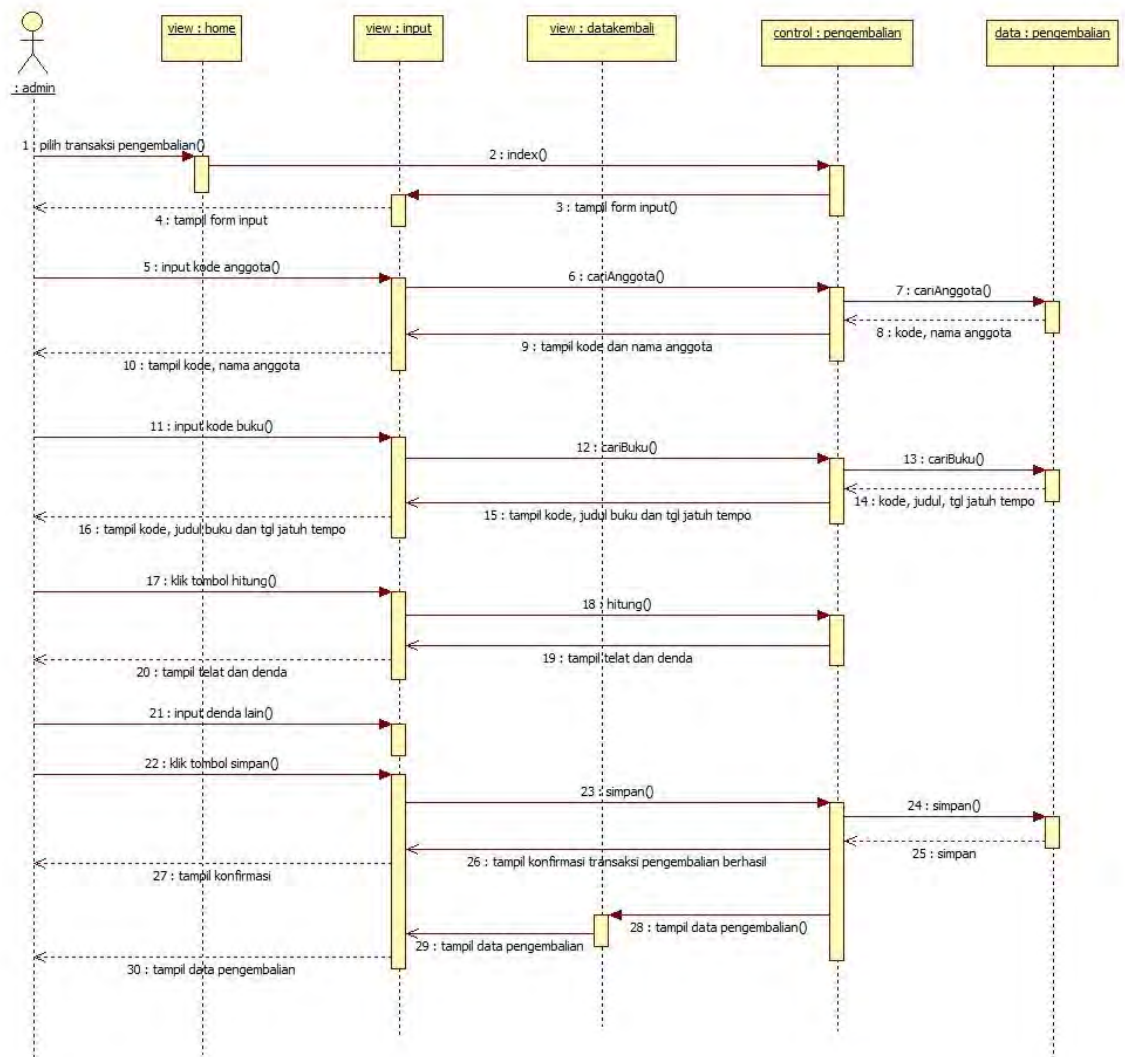 view : home
view : input
view : datakembali
control : pengembalian
data : pengembalian
: admin
1 : pilih transaksi pengembalian()
2 : index()
3 : tampil form input()
4 : tampil form input
5 : input kode anggota()
6 : cariAnggota()
7 : cariAnggota()
8 : kode, nama anggota
9 : tampil kode dan nama anggota
10 : tampil kode, nama anggota
11 : input kode buku()
12 : cariBuku()
13 : cariBuku()
14 : kode, judul, tgl jatuh tempo
15 : tampil kode, judul buku dan tgl jatuh tempo
16 : tampil kode, judul buku dan tgl jatuh tempo
17 : klik tombol hitung()
18 : hitung()
19 : tampil telat dan denda
20 : tampil telat dan denda
21 : input denda lain()
22 : klik tombol simpan()
23 : simpan()
24 : simpan()
25 : simpan
26 : tampil konfirmasi transaksi pengembalian berhasil
27 : tampil konfirmasi
28 : tampil data pengembalian()
29 : tampil data pengembalian
30 : tampil data pengembalian